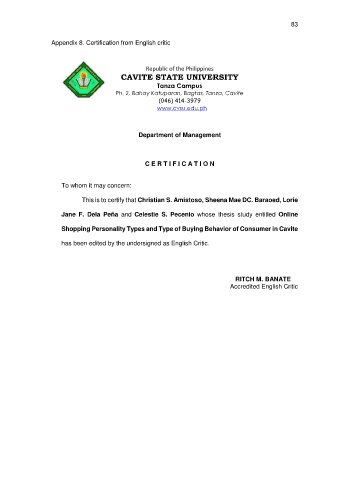 83
Appendix 8. Certification from English critic
Republic of the Philippines
CAVITE STATE UNIVERSITY
Tanza Campus
Ph. 2, Bahay Katuparan, Bagtas, Tanza, Cavite
(046) 414-3979
www.cvsu.edu.ph
Department of Management
C E R T I F I C A T I O N
To whom it may concern:
This is to certify that Christian S. Amistoso, Sheena Mae DC. Baraoed, Lorie
Jane F. Dela Peña and Celestie S. Pecenio whose thesis study entitled Online
Shopping Personality Types and Type of Buying Behavior of Consumer in Cavite
has been edited by the undersigned as English Critic.
RITCH M. BANATE
Accredited English Critic